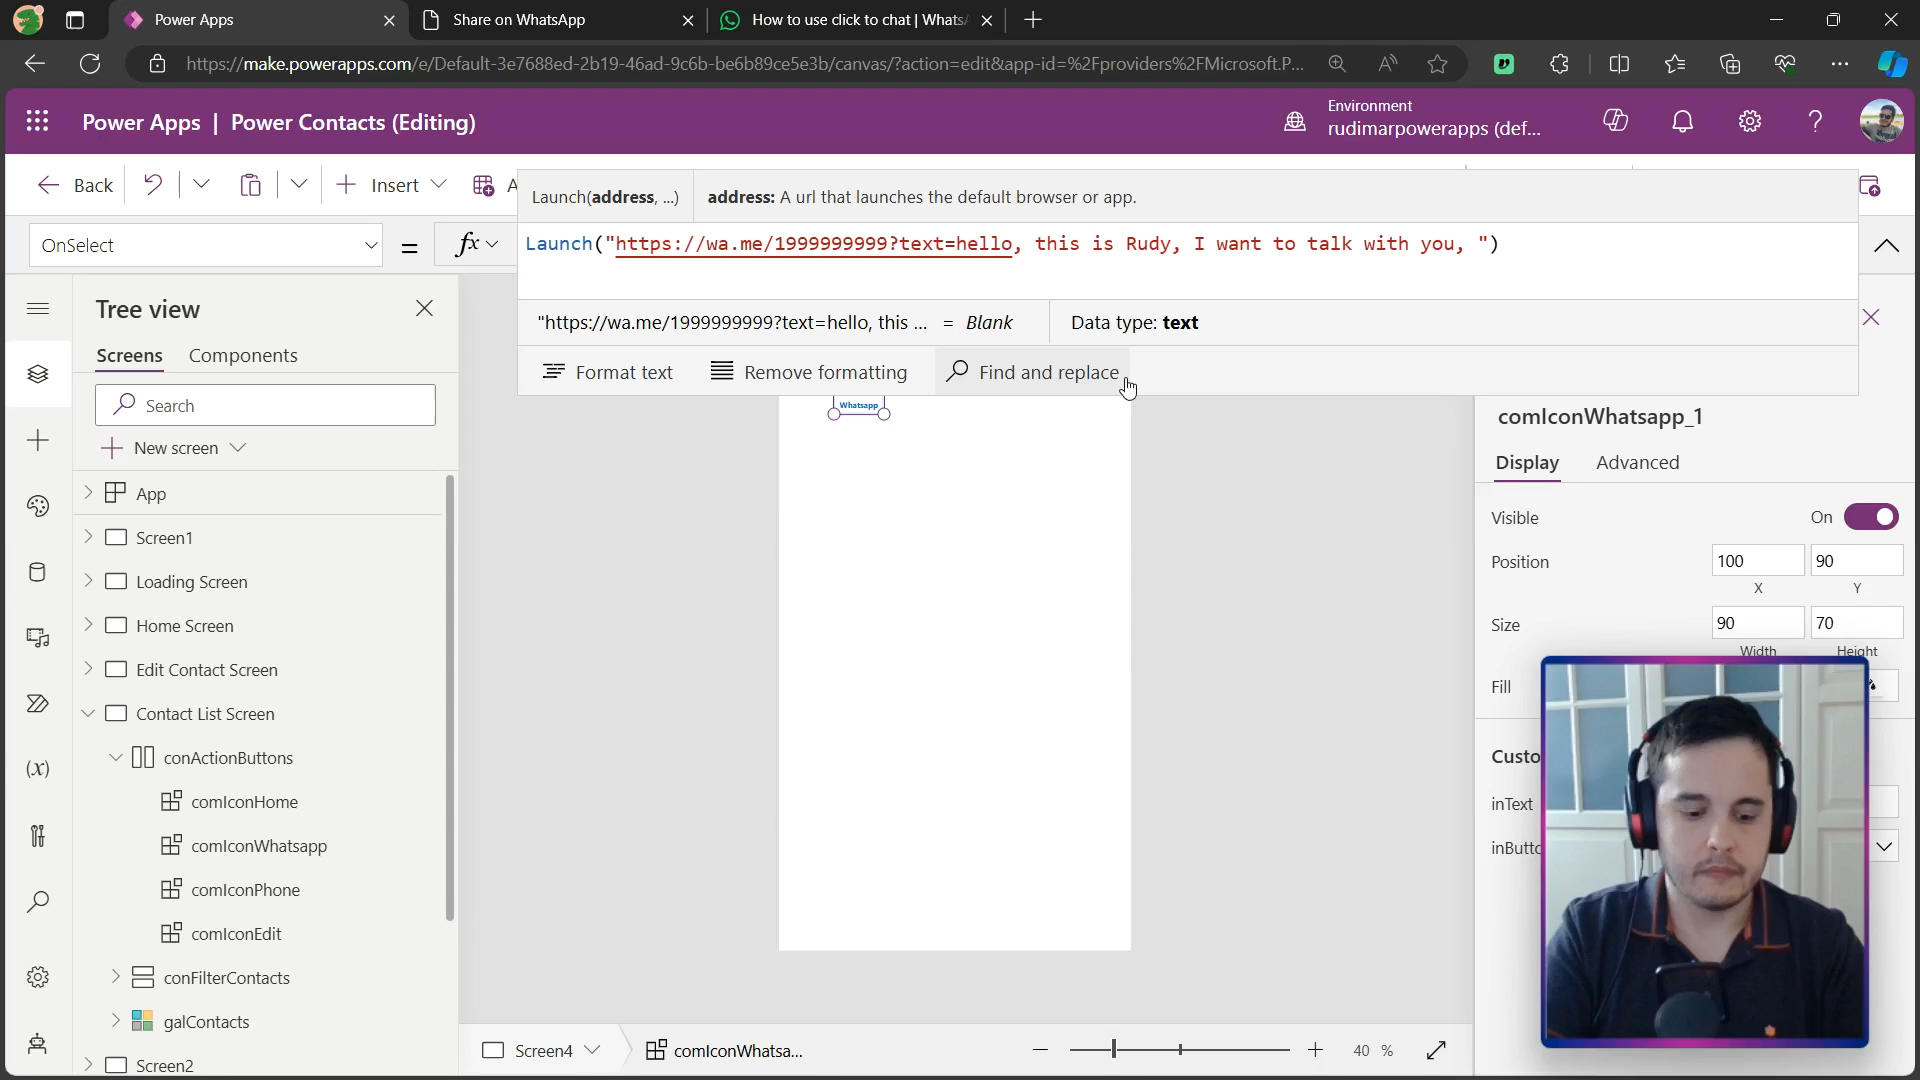 Power Apps
Share on WhatsApp
How to use click to chat | Whats
https://make.powerapps.com/e/Default-3e7688ed-2b19-46ad-9c6b-be6b89ce5e3b/canvas/?action=edit&app-id=%2Fproviders%2FMicrosoft.P...
Power Apps | Power Contacts (Editing)
Environment
rudimarpowerapps (def...
Back
Insert
A
Launch(address, ...)
address: A url that launches the default browser or app.
OnSelect
=
fx
Launch("https://wa.me/1999999999?text=hello, this is Rudy, I want to talk with you, ")
"https://wa.me/1999999999?text=hello, this ... = Blank
Data type: text
Format text
Remove formatting
Find and replace
Tree view
Screens
Components
Search
New screen
App
Screen1
Loading Screen
Home Screen
Edit Contact Screen
Contact List Screen
conActionButtons
comIconHome
comIconWhatsapp
comIconPhone
comIconEdit
conFilterContacts
galContacts
Screen2
Whatsapp
comIconWhatsapp_1
Display
Advanced
Visible
On
Position
100
90
X
Y
Size
90
70
Width
Height
Fill
Custo
inText
inButto
Screen4
comIconWhatsa...
40 %